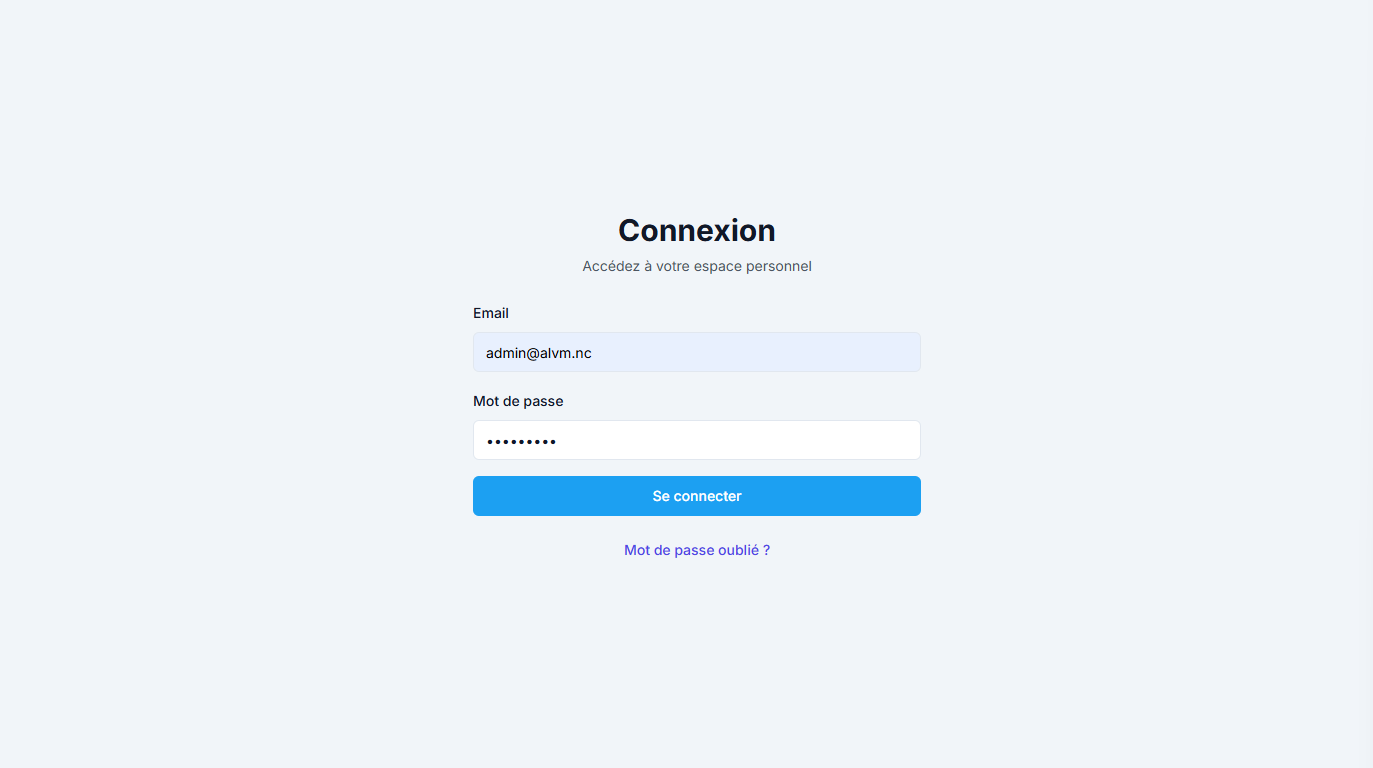 Connexion
Accédez à votre espace personnel
Email
admin@alvm.nc
Mot de passe
•••••••••
Se connecter
Mot de passe oublié ?